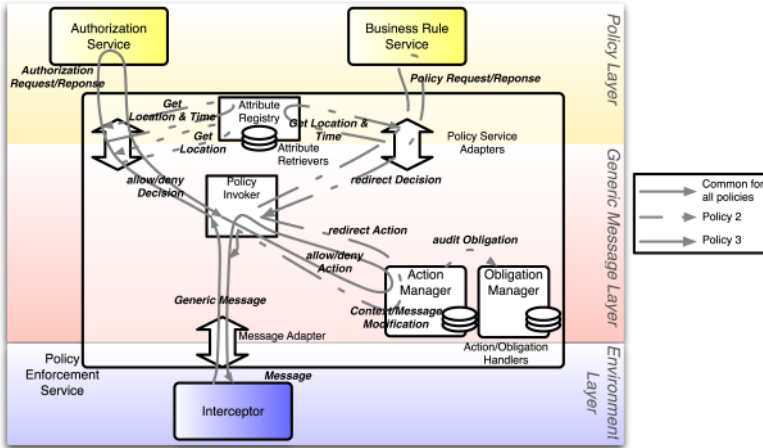 Authorization
Service
Business Rule
Service
Policy Layer
Authorization
Request/Reponse
Policy Request/Reponse
Get
Location & Time
Attribute
Registry
Get Location &
Time
Get
Location
Attribute
Retrievers
Policy Service
Adapters
allow/deny
Decision
Policy
Invoker
redirect Decision
Generic Message Layer
Common for
all policies
Policy 2
Policy 3
redirect Action
audit Obligation
allow/deny
Action
Action
Manager
Obligation
Manager
Generic Message
Context/Message
Modification
Message Adapter
Action/Obligation
Handlers
Policy
Enforcement
Service
Message
Interceptor
Environment
Layer